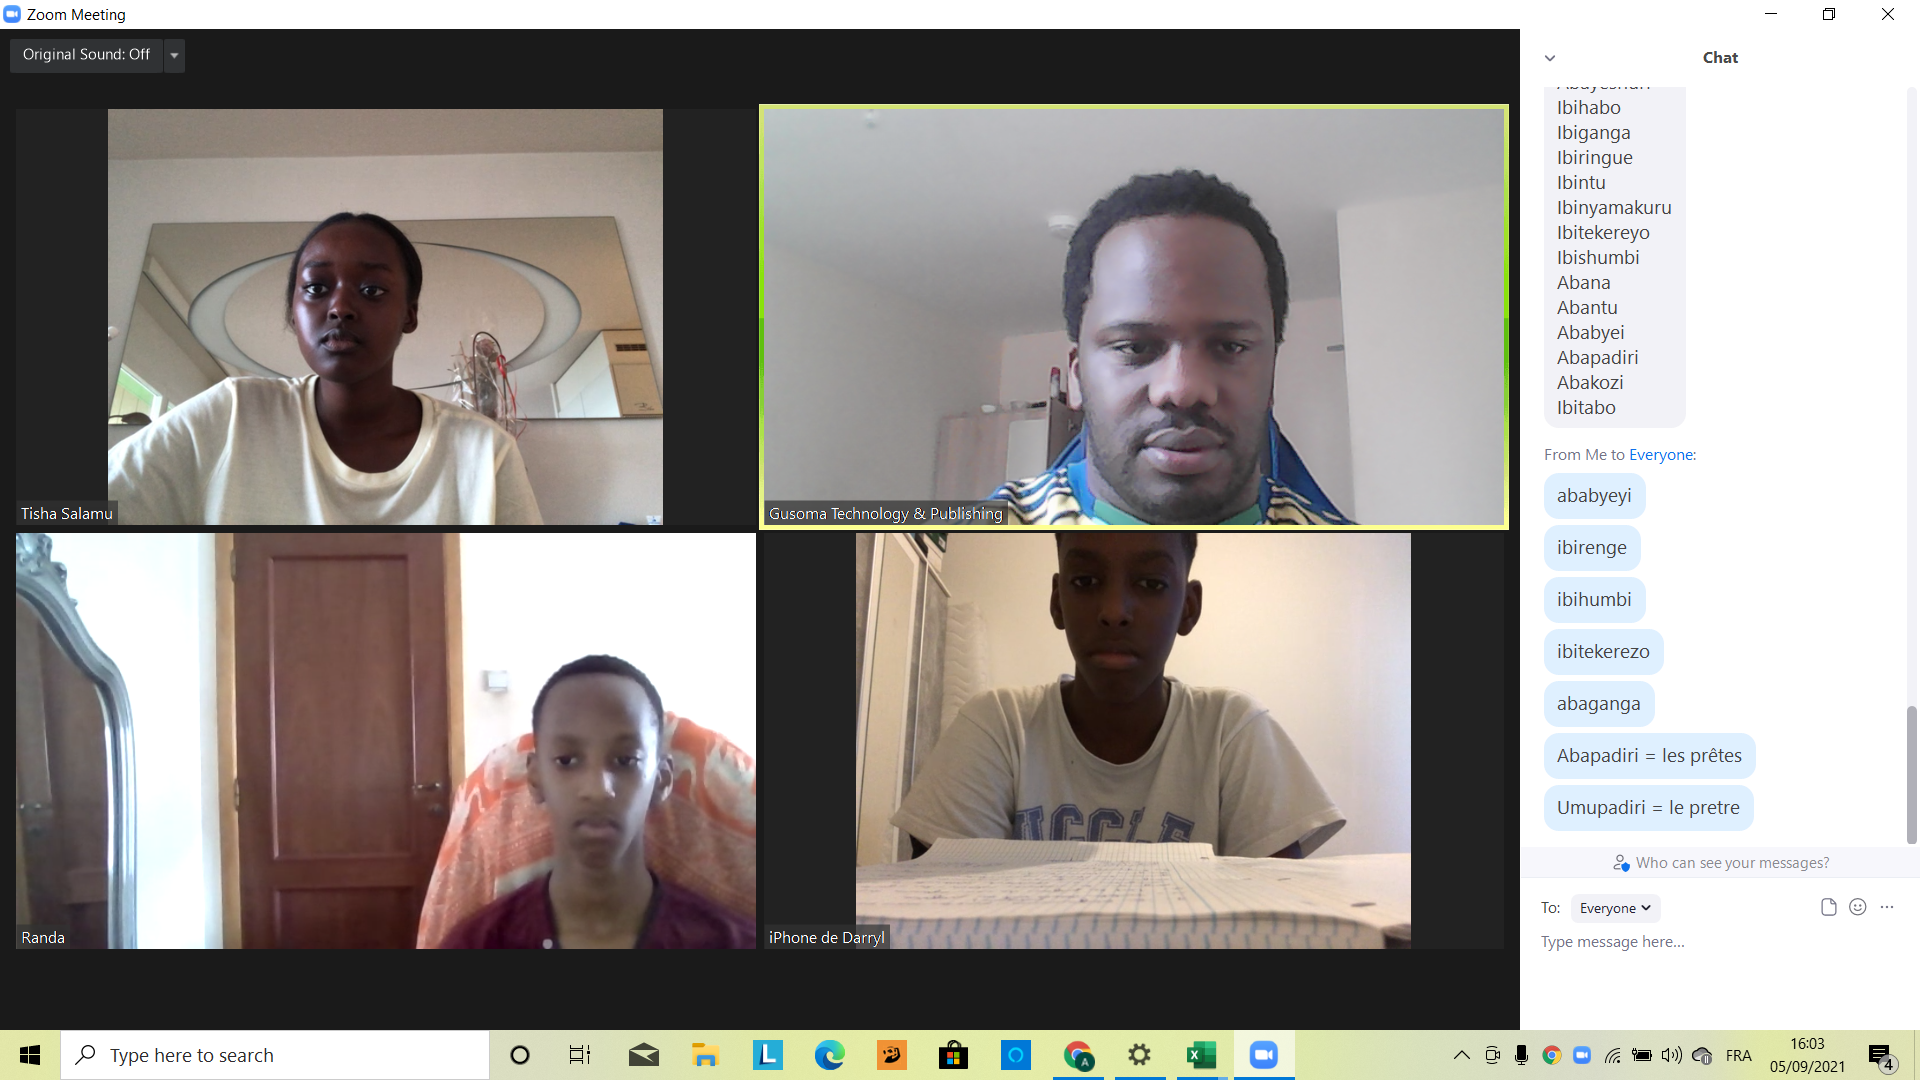 Zoom Meeting
Original Sound: Off
Tisha Salamu
Gusoma Technology & Publishing
Randa
iPhone de Darryl
Chat
Ibihabo
Ibiganga
Ibiringue
Ibintu
Ibinyamakuru
Ibitekereyo
Ibishumbi
Abana
Abantu
Ababyei
Abapadiri
Abakozi
Ibitabo
From Me to Everyone:
ababyeyi
ibirenge
ibihumbi
ibitekerezo
abaganga
Abapadiri = les prêtes
Umupadiri = le pretre
Who can see your messages?
To: Everyone
Type message here...
Type here to search
FRA
16:03
05/09/2021
4